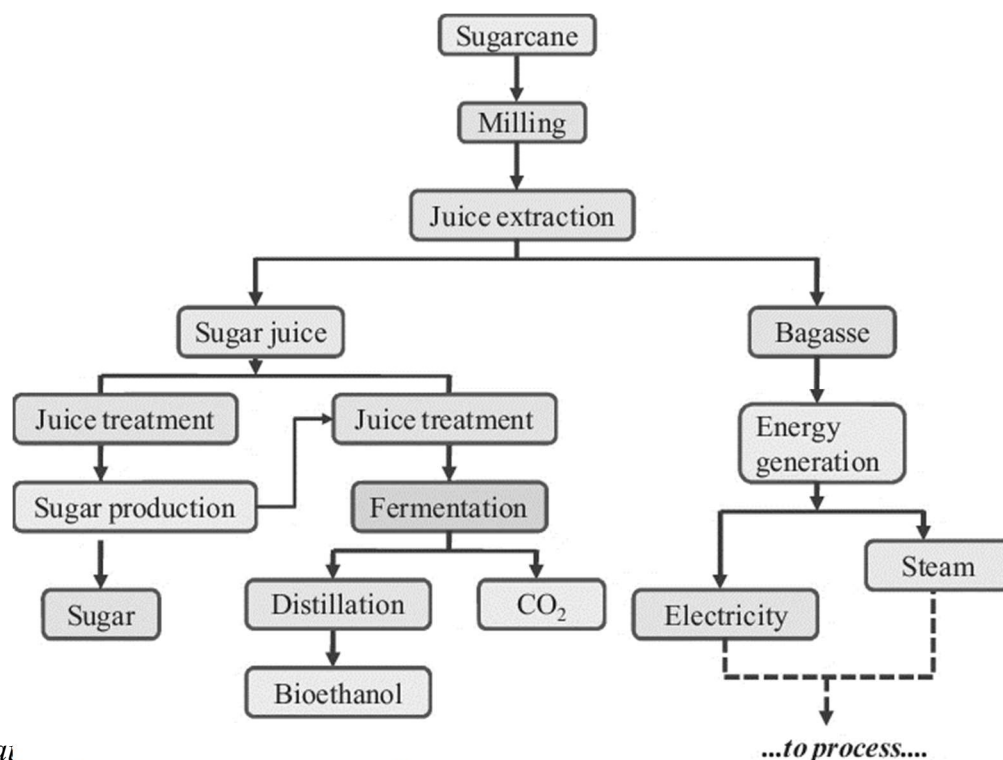 Sugarcane
Milling
Juice extraction
Sugar juice
Bagasse
Juice treatment
Juice treatment
Energy
generation
Sugar production
Fermentation
Steam
Distillation
CO₂
Electricity
Sugar
Bioethanol
...to process....